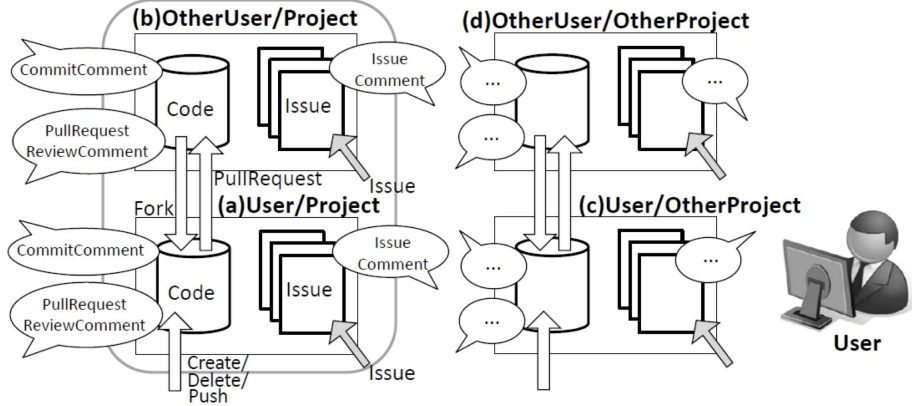 (b)OtherUser/Project
CommitComment
Code
Issue
Issue
Comment
PullRequest
ReviewComment
PullRequest
Issue
Fork
(a)User/Project
CommitComment
Code
Issue
Issue
Comment
PullRequest
ReviewComment
Create/
Delete/
Push
Issue
(d)OtherUser/OtherProject
...
...
...
(c)User/OtherProject
...
...
...
User